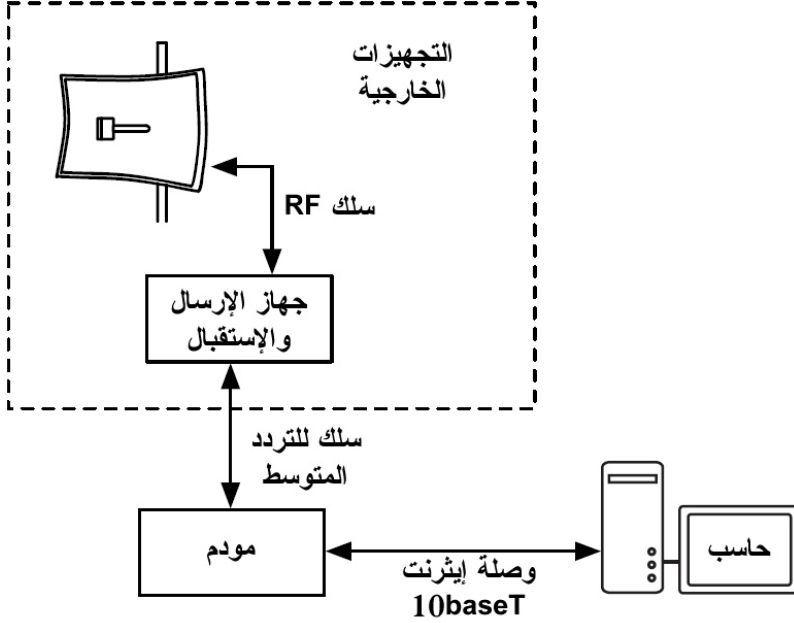 التجهيزات
الخارجية
سلك RF
جهاز الإرسال
والإستقبال
سلك للتردد
المتوسط
مودم
وصلة إيثرنت
10baseT
حاسب